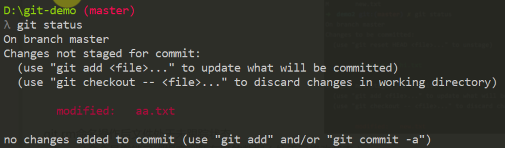 D:\git-demo (master)
λ git status
On branch master
Changes not staged for commit:
  (use "git add <file>..." to update what will be committed)
  (use "git checkout -- <file>..." to discard changes in working directory)

        modified:   aa.txt

no changes added to commit (use "git add" and/or "git commit -a")